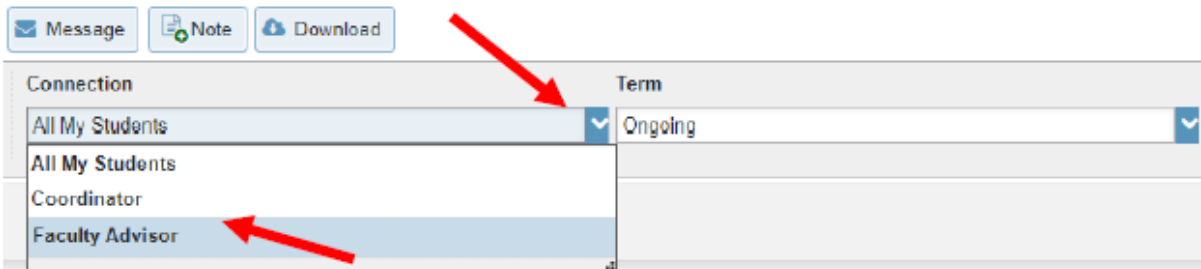 Message Note Download
Connection Term
All My Students Ongoing
All My Students
Coordinator
Faculty Advisor